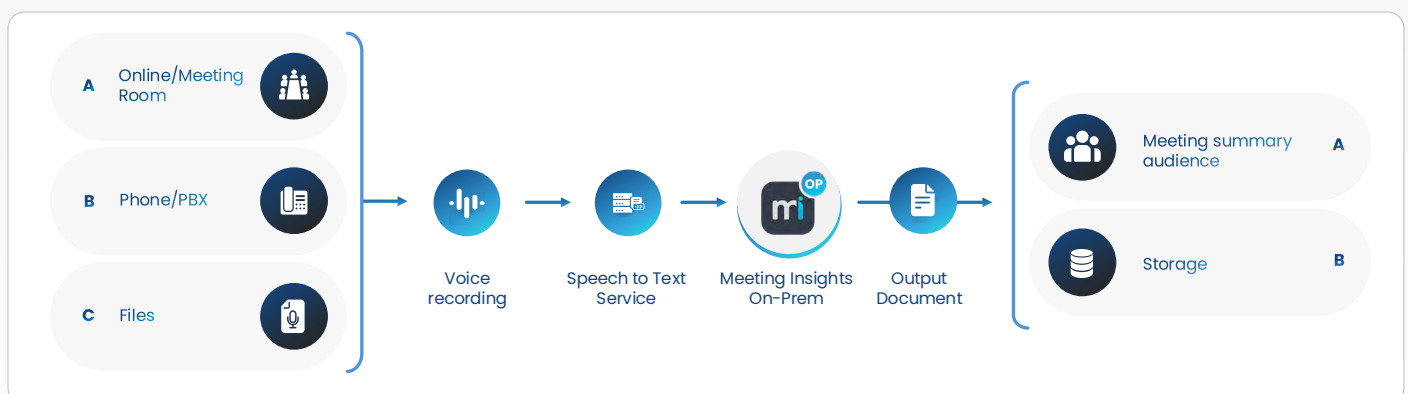 A
Online/Meeting
Room
B
Phone/PBX
C
Files
Voice
recording
Speech to Text
Service
mi
OP
Meeting Insights
On-Prem
Output
Document
Meeting summary
audience
A
Storage
B